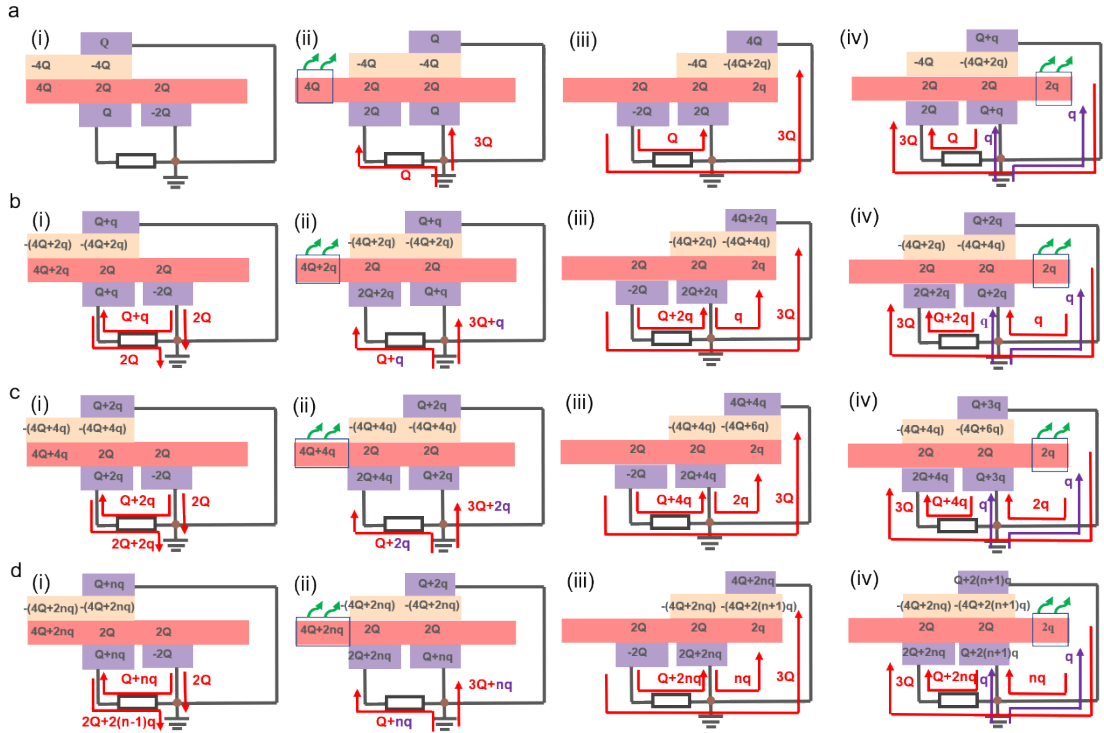 a
(i)
Q
-4Q -4Q
4Q 2Q 2Q
Q -2Q
(ii)
Q
-4Q -4Q
4Q 2Q 2Q
2Q Q
3Q
Q
(iii)
4Q
-4Q -(4Q+2q)
2Q 2Q 2q
-2Q 2Q
Q
3Q
(iv)
Q+q
-4Q -(4Q+2q)
2Q 2Q 2q
2Q Q+q
3Q Q q q
b
(i)
Q+q
-(4Q+2q) -(4Q+2q)
4Q+2q 2Q 2Q
Q+q -2Q
Q+q 2Q
2Q
(ii)
Q+q
-(4Q+2q) -(4Q+2q)
4Q+2q 2Q 2Q
2Q+2q Q+q
3Q+q
Q+q
(iii)
4Q+2q
-(4Q+2q) -(4Q+4q)
2Q 2Q 2q
-2Q 2Q+2q
Q+2q q 3Q
(iv)
Q+2q
-(4Q+2q) -(4Q+4q)
2Q 2Q 2q
2Q+2q Q+2q
3Q Q+2q q q q
c
(i)
Q+2q
-(4Q+4q) -(4Q+4q)
4Q+4q 2Q 2Q
Q+2q -2Q
Q+2q 2Q
2Q+2q
(ii)
Q+2q
-(4Q+4q) -(4Q+4q)
4Q+4q 2Q 2Q
2Q+4q Q+2q
3Q+2q
Q+2q
(iii)
4Q+4q
-(4Q+4q) -(4Q+6q)
2Q 2Q 2q
-2Q 2Q+4q
Q+4q 2q 3Q
(iv)
Q+3q
-(4Q+4q) -(4Q+6q)
2Q 2Q 2q
2Q+4q Q+3q
3Q Q+4q q 2q q
d
(i)
Q+nq
-(4Q+2nq) -(4Q+2nq)
4Q+2nq 2Q 2Q
Q+nq -2Q
Q+nq 2Q
2Q+2(n-1)q
(ii)
Q+2q
-(4Q+2nq) -(4Q+2nq)
4Q+2nq 2Q 2Q
2Q+2nq Q+nq
3Q+nq
Q+nq
(iii)
4Q+2nq
-(4Q+2nq) -(4Q+2(n+1)q)
2Q 2Q 2q
-2Q 2Q+2nq
Q+2nq nq 3Q
(iv)
Q+2(n+1)q
-(4Q+2nq) -(4Q+2(n+1)q)
2Q 2Q 2q
2Q+2nq Q+2(n+1)q
3Q Q+2nq q nq q